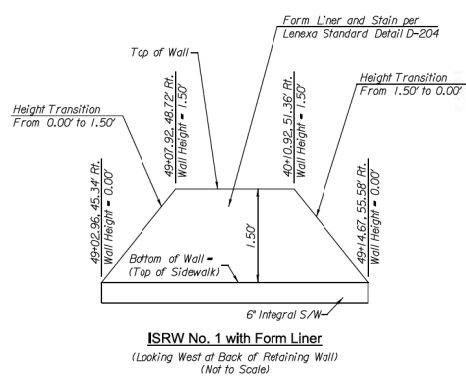 Form Liner and Stain per
Lenexa Standard Detail D-204
Top of Wall
Height Transition
From 0.00' to 1.50'
49+07.92, 48.72' Rt.
Wall Height = 1.50'
40+10.92, 51.36' Rt.
Wall Height = 1.50'
Height Transition
From 1.50' to 0.00'
49+02.96, 45.34' Rt.
Wall Height = 0.00'
1.50'
49+14.67, 55.58' Rt.
Wall Height = 0.00'
Bottom of Wall =
(Top of Sidewalk)
6" Integral S/W
ISRW No. 1 with Form Liner
(Looking West at Back of Retaining Wall)
(Not to Scale)